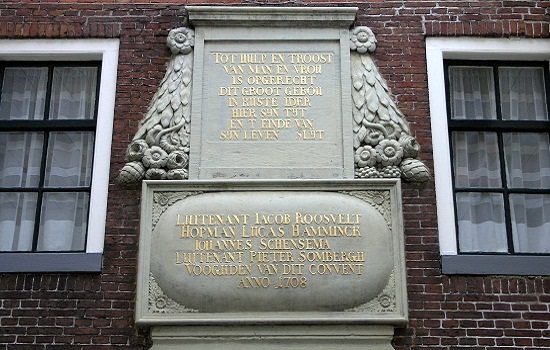 TOT HULP EN TROOST
VAN MAN EN VROU
IS OPGERECHT
DIT GROOT GEBOU
IN RUSTE IDER
HIER SYN TYT
EN T EINDE VAN
SYN LEVEN SLYT
LUITENANT IACOB ROOSVELT
HOPMAN LUCAS HAMMINCK
IOHANNES SCHENSEMA
LUITENANT PIETER SOMBERGH
VOOGHDEN VAN DIT CONVENT
ANNO 1708